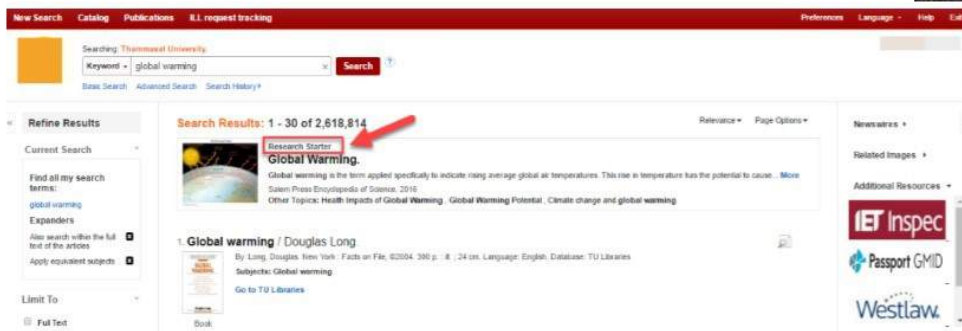 New Search Catalog Publications ILL request tracking Preferences Language Help Exit
Searching: Thammasat University
Keyword global warming × Search ?
Basic Search Advanced Search Search History
« Refine Results
Search Results: 1 - 30 of 2,618,814 Relevance Page Options
Newswires
Current Search
Research Starter
Global Warming.
Related Images
Find all my search
terms:
Global warming is the term applied specifically to indicate rising average global air temperatures. This rise in temperature has the potential to cause... More
Salem Press Encyclopedia of Science, 2016
Additional Resources
global warming
Other Topics: Health Impacts of Global Warming, Global Warming Potential, Climate change and global warming
Expanders
IET Inspec
Also search within the full
text of the articles
1. Global warming / Douglas Long
Apply equivalent subjects
By: Long, Douglas. New York : Facts on File, ©2004. 390 p. : ill. ; 24 cm. Language: English, Database: TU Libraries
Passport GMID
Subjects: Global warming
Go to TU Libraries
Limit To
Westlaw.
Full Text
Book